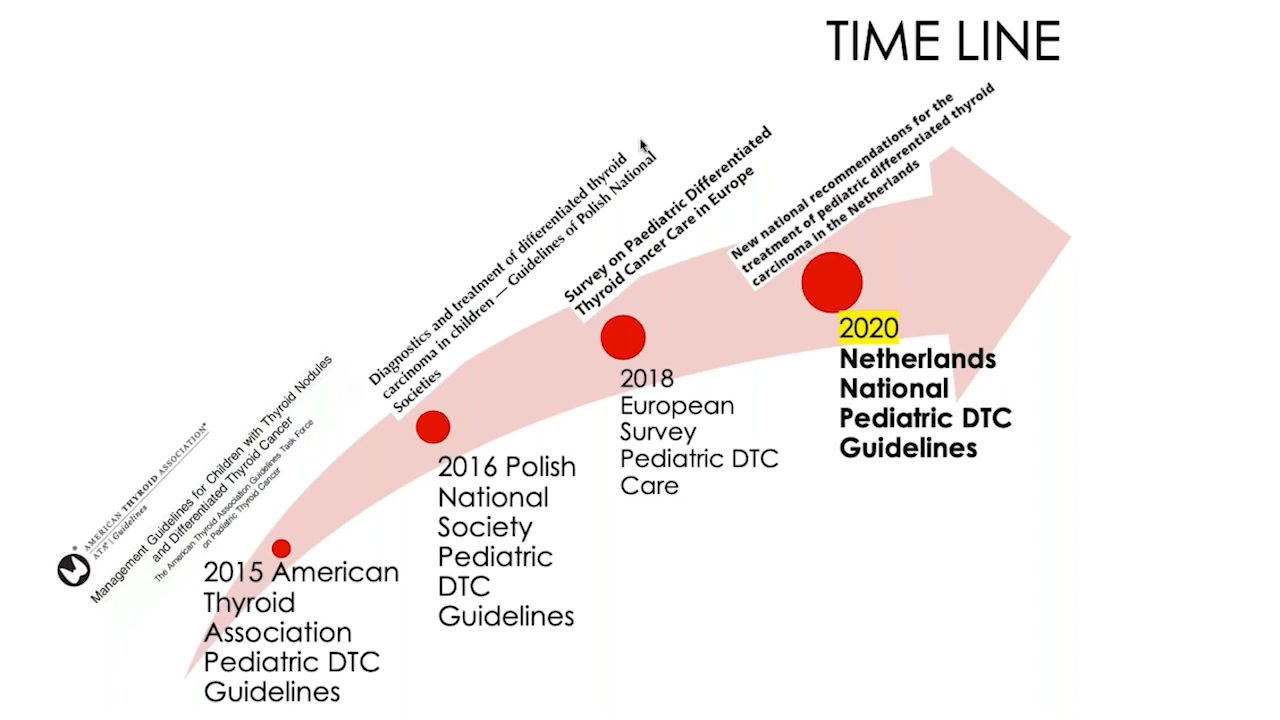 TIME LINE
AMERICAN THYROID ASSOCIATION®
ATA® | Guidelines
Management Guidelines for Children with Thyroid Nodules
and Differentiated Thyroid Cancer
The American Thyroid Association Guidelines Task Force
on Pediatric Thyroid Cancer
2015 American
Thyroid
Association
Pediatric DTC
Guidelines
Diagnostics and treatment of differentiated thyroid
carcinoma in children — Guidelines of Polish National
Societies
2016 Polish
National
Society
Pediatric
DTC
Guidelines
Survey on Paediatric Differentiated
Thyroid Cancer Care in Europe
2018
European
Survey
Pediatric DTC
Care
New national recommendations for the
treatment of pediatric differentiated thyroid
carcinoma in the Netherlands
2020
Netherlands
National
Pediatric DTC
Guidelines